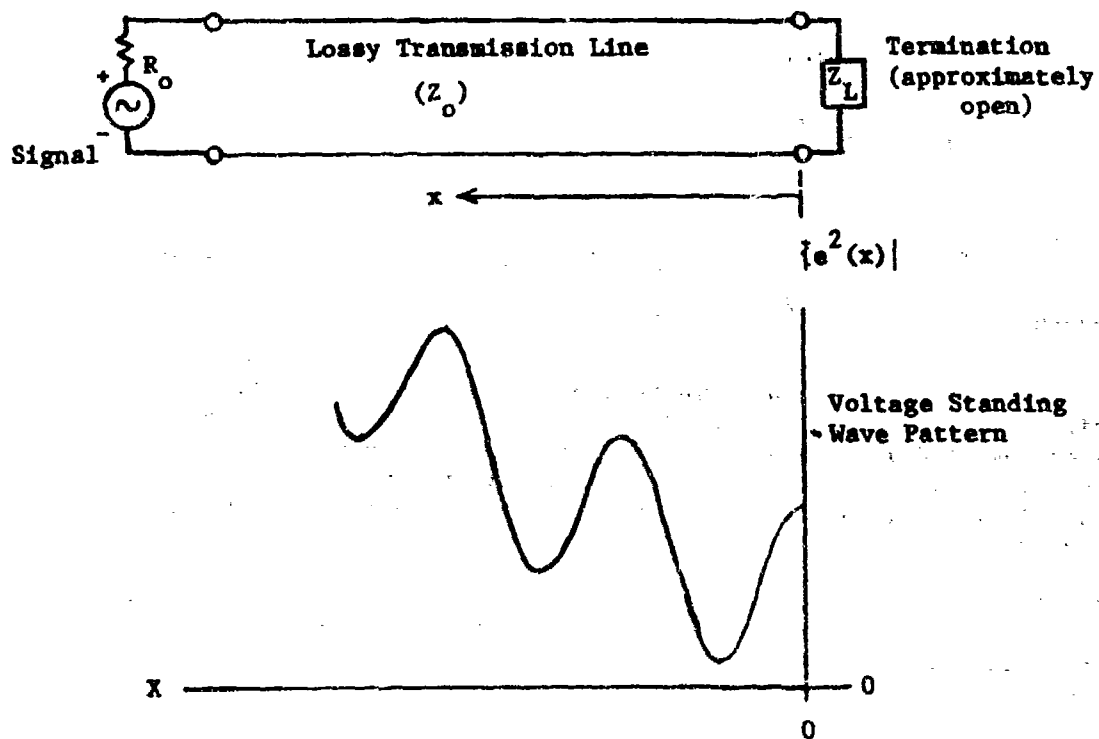 Lossy Transmission Line
(Z_o)
R_o
+
-
Signal
Z_L
Termination
(approximately
open)
x
|e^2(x)|
Voltage Standing
Wave Pattern
X
0
0